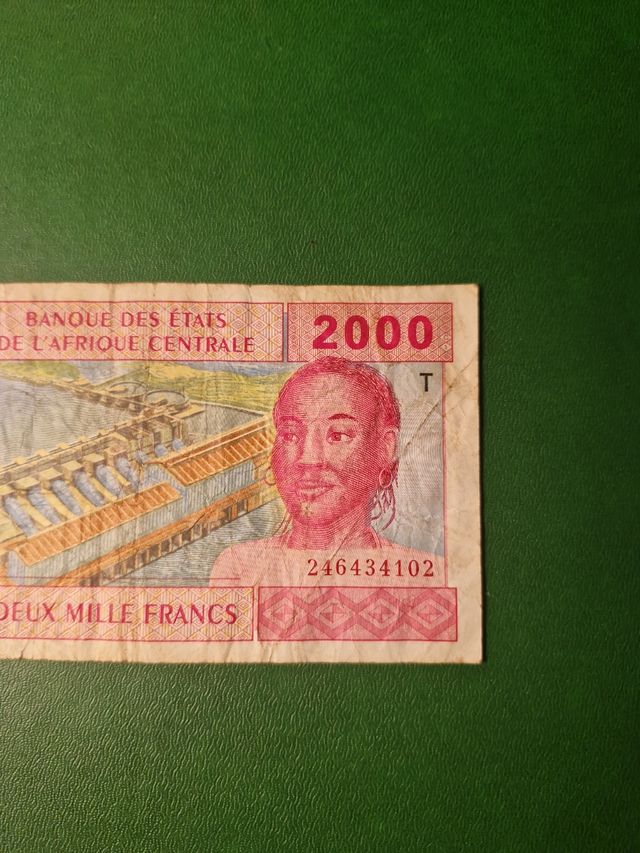 BANQUE DES ÉTATS
DE L'AFRIQUE CENTRALE
2000
T
246434102
DEUX MILLE FRANCS